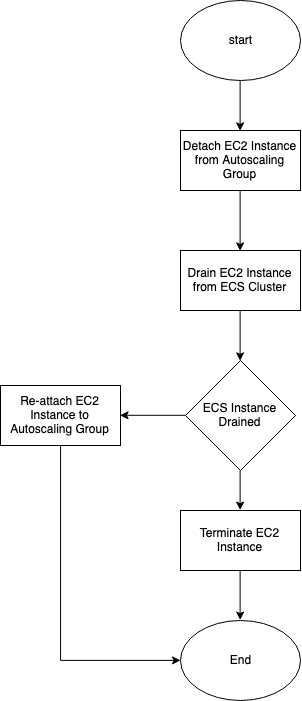 start
Detach EC2 Instance
from Autoscaling
Group
Drain EC2 Instance
from ECS Cluster
ECS Instance
Drained
Re-attach EC2
Instance to
Autoscaling Group
Terminate EC2
Instance
End